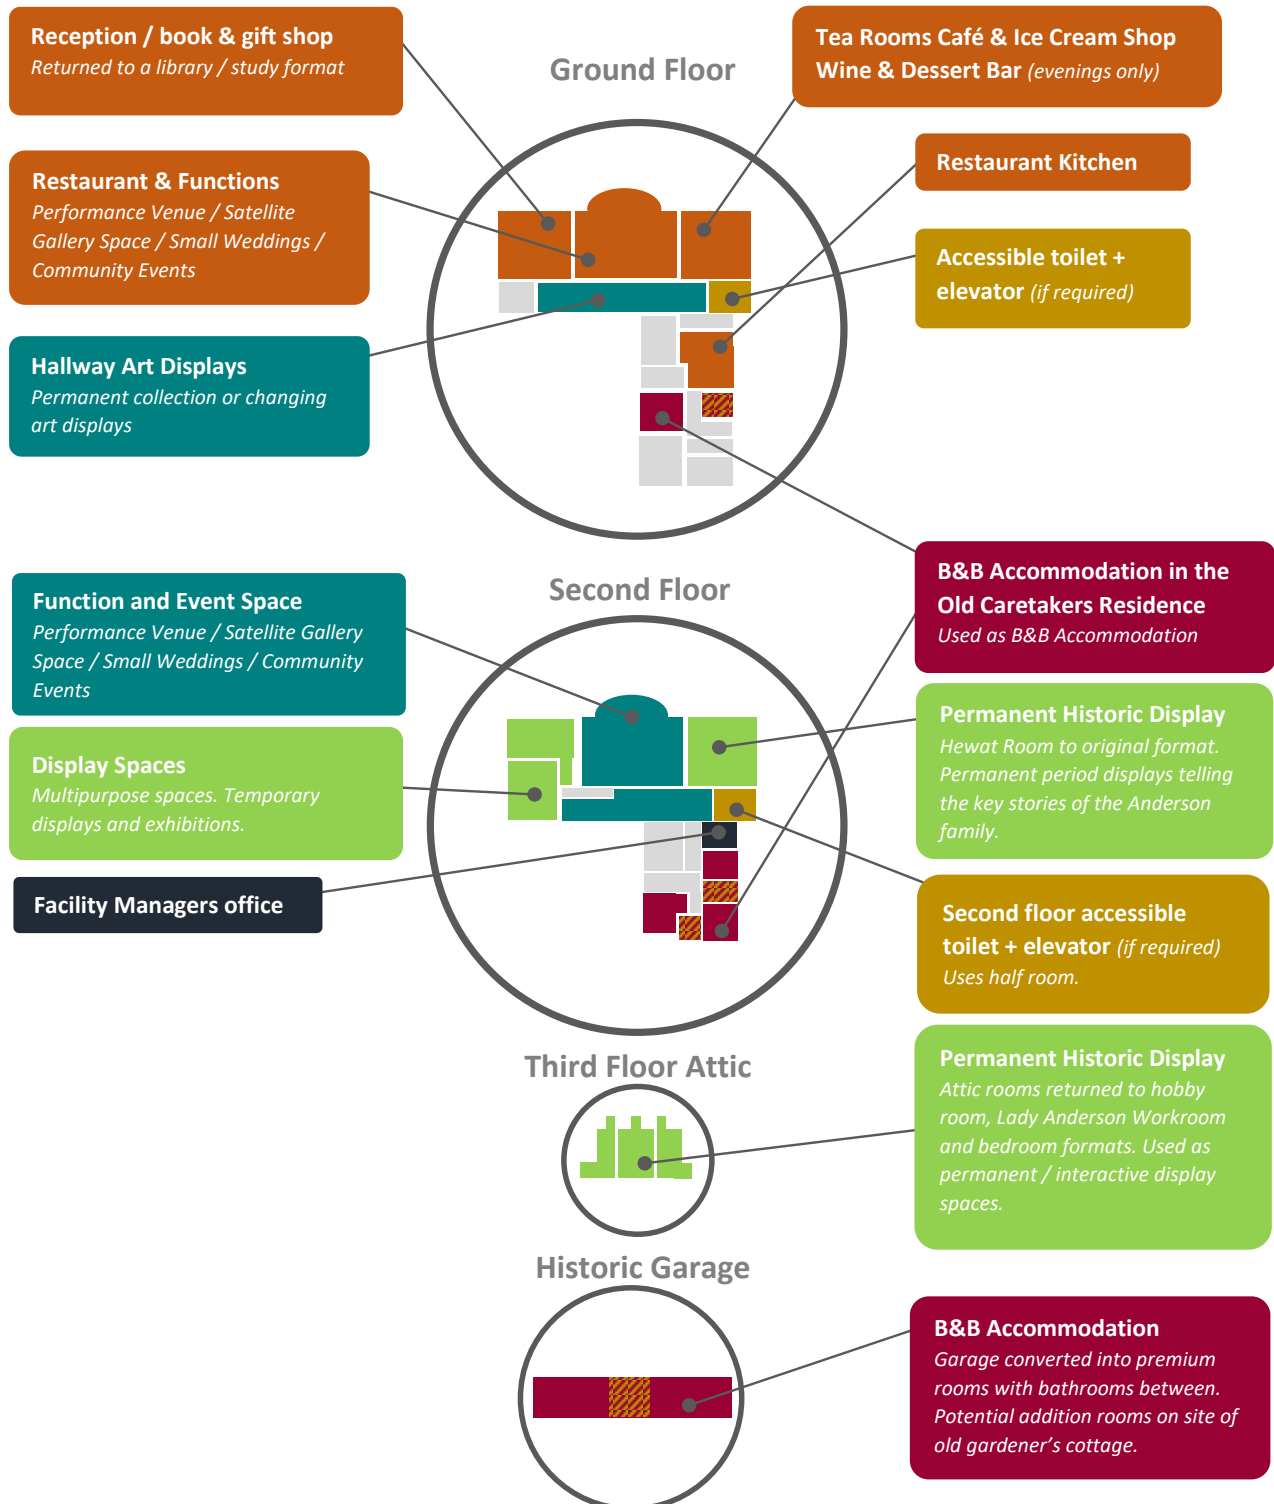 Reception / book & gift shop
Returned to a library / study format
Ground Floor
Tea Rooms Café & Ice Cream Shop
Wine & Dessert Bar (evenings only)
Restaurant & Functions
Performance Venue / Satellite
Gallery Space / Small Weddings /
Community Events
Restaurant Kitchen
Accessible toilet +
elevator (if required)
Hallway Art Displays
Permanent collection or changing
art displays
B&B Accommodation in the
Old Caretakers Residence
Used as B&B Accommodation
Second Floor
Function and Event Space
Performance Venue / Satellite Gallery
Space / Small Weddings / Community
Events
Permanent Historic Display
Hewat Room to original format.
Permanent period displays telling
the key stories of the Anderson
family.
Display Spaces
Multipurpose spaces. Temporary
displays and exhibitions.
Facility Managers office
Second floor accessible
toilet + elevator (if required)
Uses half room.
Third Floor Attic
Permanent Historic Display
Attic rooms returned to hobby
room, Lady Anderson Workroom
and bedroom formats. Used as
permanent / interactive display
spaces.
Historic Garage
B&B Accommodation
Garage converted into premium
rooms with bathrooms between.
Potential addition rooms on site of
old gardener’s cottage.